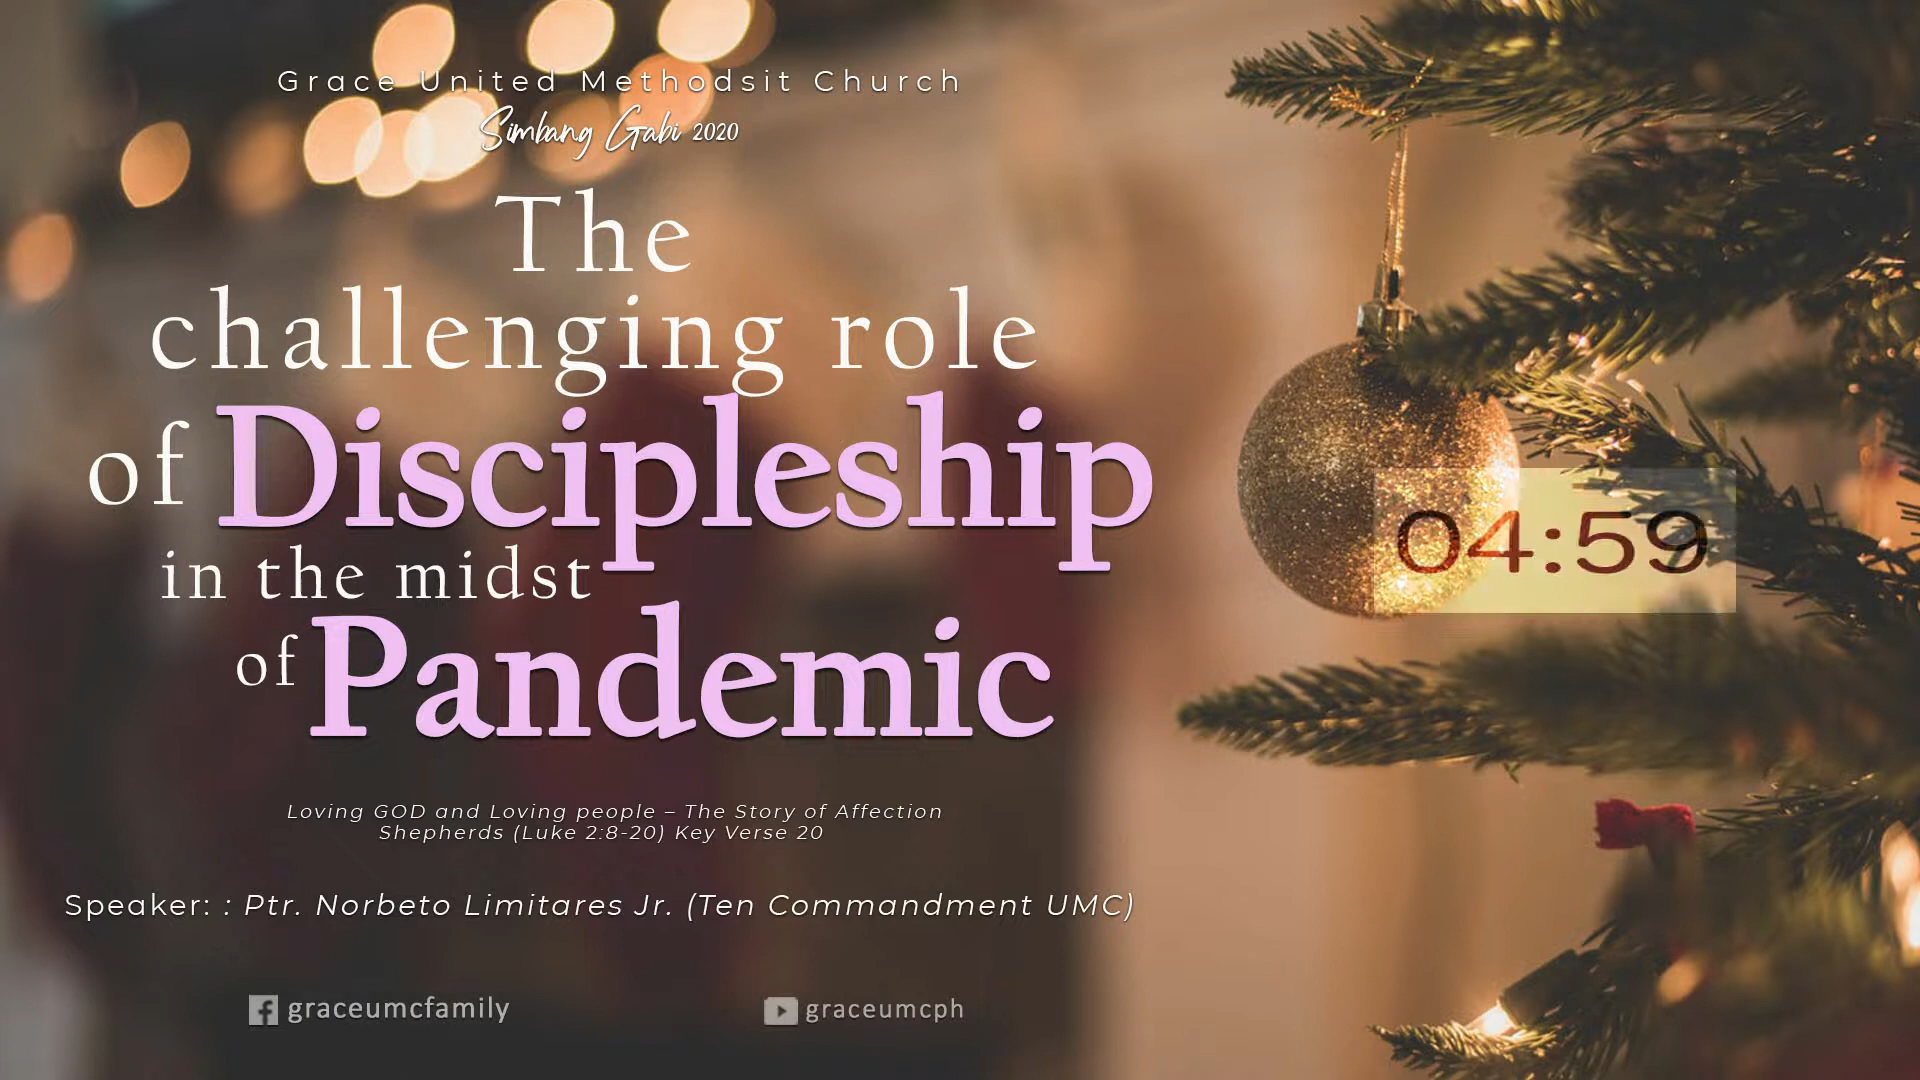 Grace United Methodsit Church
Simbang Gabi 2020
The
challenging role
of Discipleship
in the midst
of Pandemic
04:59
Loving GOD and Loving people – The Story of Affection
Shepherds (Luke 2:8-20) Key Verse 20
Speaker: : Ptr. Norbeto Limitares Jr. (Ten Commandment UMC)
graceumcfamily
graceumcph